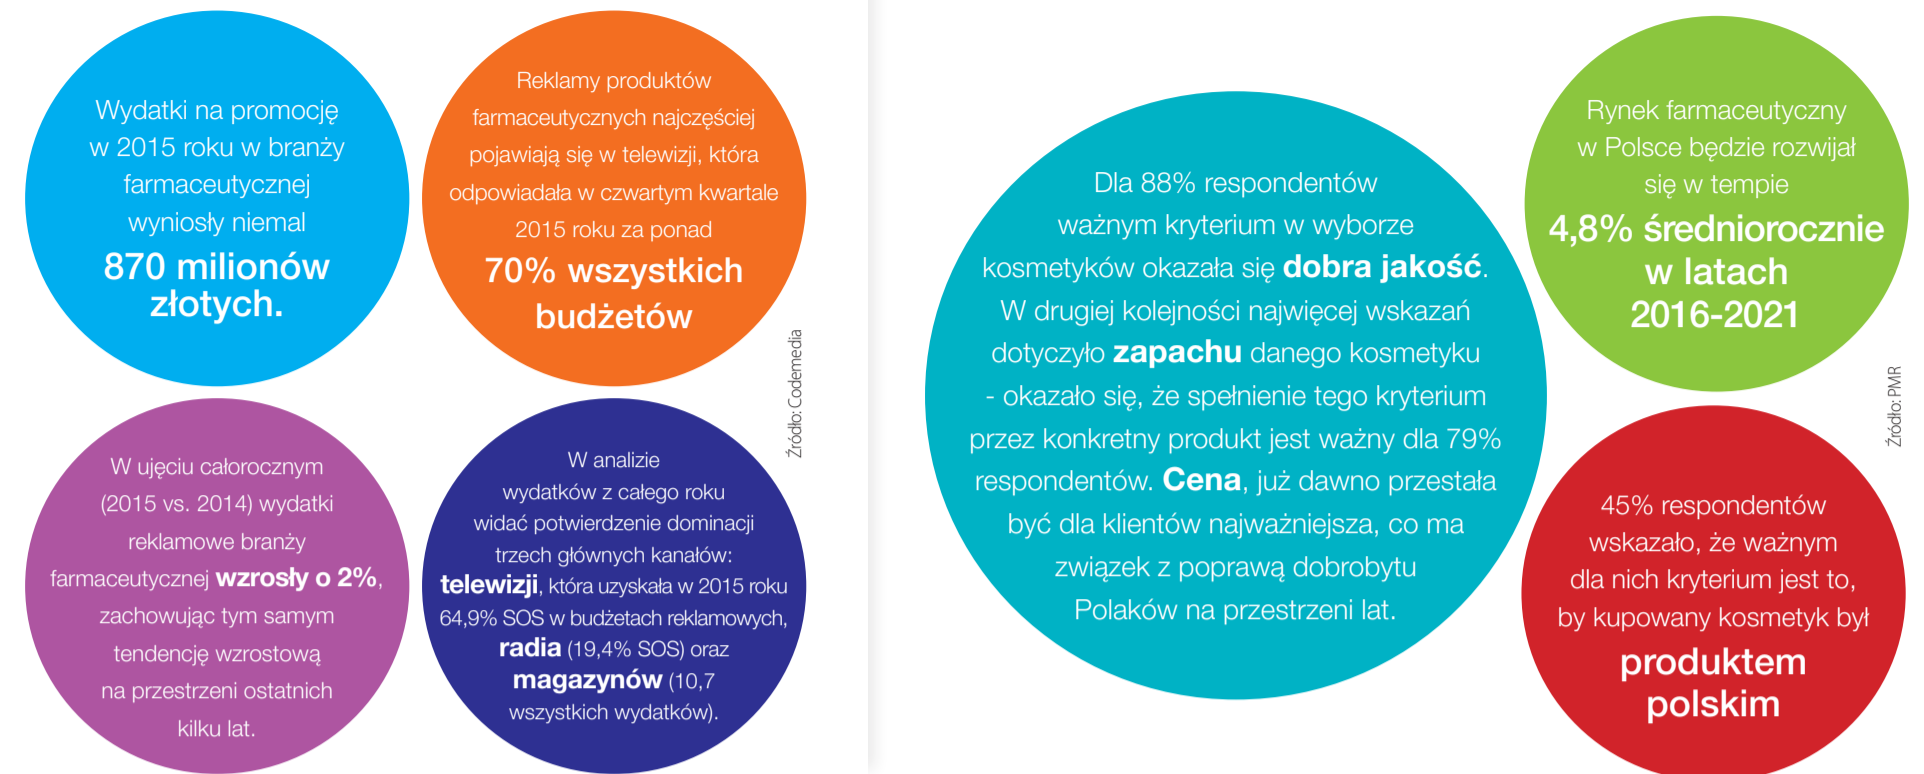 Wydatki na promocję
w 2015 roku w branży
farmaceutycznej
wyniosły niemal
870 milionów
złotych.
Reklamy produktów
farmaceutycznych najczęściej
pojawiają się w telewizji, która
odpowiadała w czwartym kwartale
2015 roku za ponad
70% wszystkich
budżetów
W ujęciu całorocznym
(2015 vs. 2014) wydatki
reklamowe branży
farmaceutycznej wzrosły o 2%,
zachowując tym samym
tendencję wzrostową
na przestrzeni ostatnich
kilku lat.
W analizie
wydatków z całego roku
widać potwierdzenie dominacji
trzech głównych kanałów:
telewizji, która uzyskała w 2015 roku
64,9% SOS w budżetach reklamowych,
radia (19,4% SOS) oraz
magazynów (10,7
wszystkich wydatków).
Źródło: Codemedia
Dla 88% respondentów
ważnym kryterium w wyborze
kosmetyków okazała się dobra jakość.
W drugiej kolejności najwięcej wskazań
dotyczyło zapachu danego kosmetyku
- okazało się, że spełnienie tego kryterium
przez konkretny produkt jest ważny dla 79%
respondentów. Cena, już dawno przestała
być dla klientów najważniejsza, co ma
związek z poprawą dobrobytu
Polaków na przestrzeni lat.
Rynek farmaceutyczny
w Polsce będzie rozwijał
się w tempie
4,8% średniorocznie
w latach
2016-2021
Źródło: PMR
45% respondentów
wskazało, że ważnym
dla nich kryterium jest to,
by kupowany kosmetyk był
produktem
polskim